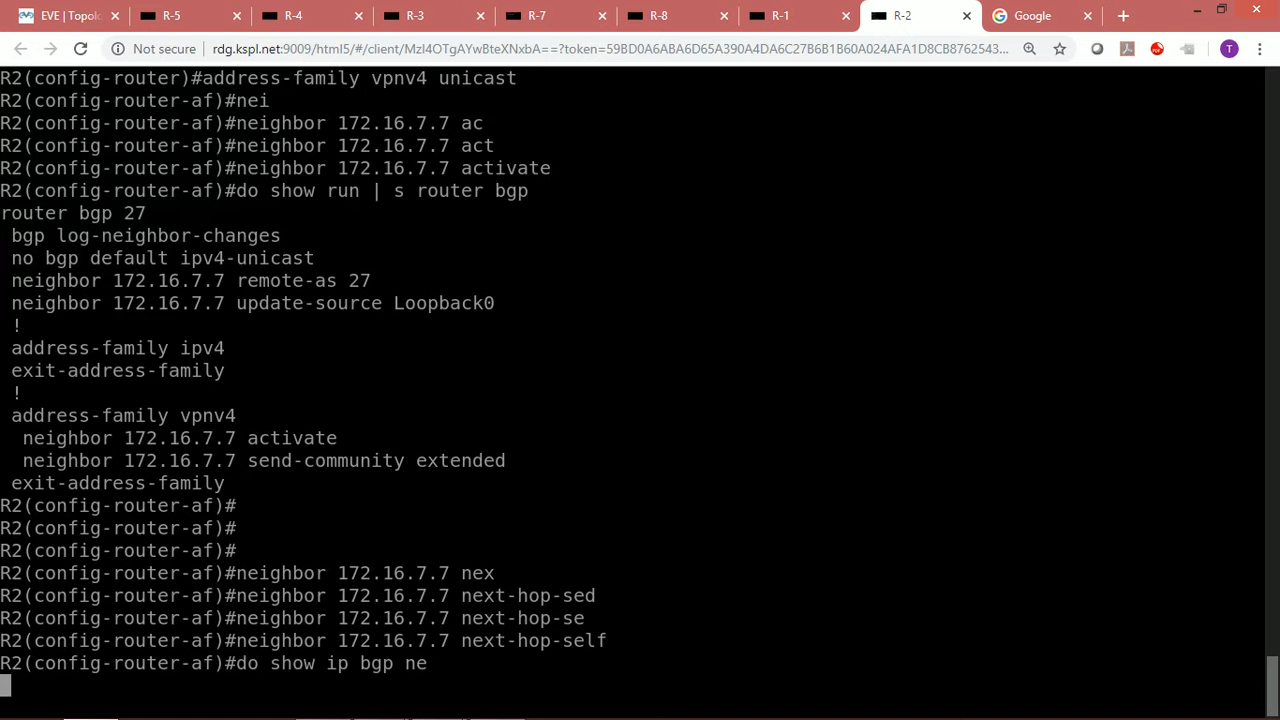 EVE | Topolo
R-5
R-4
R-3
R-7
R-8
R-1
R-2
Google
Not secure
rdg.kspl.net:9009/html5/#/client/MzI4OTgAYwBteXNxbA==?token=59BD0A6ABA6D65A390A4DA6C27B6B1B60A024AFA1D8CB8762543...
T
R2(config-router)#address-family vpnv4 unicast
R2(config-router-af)#nei
R2(config-router-af)#neighbor 172.16.7.7 ac
R2(config-router-af)#neighbor 172.16.7.7 act
R2(config-router-af)#neighbor 172.16.7.7 activate
R2(config-router-af)#do show run | s router bgp
router bgp 27
bgp log-neighbor-changes
no bgp default ipv4-unicast
neighbor 172.16.7.7 remote-as 27
neighbor 172.16.7.7 update-source Loopback0
!
address-family ipv4
exit-address-family
!
address-family vpnv4
neighbor 172.16.7.7 activate
neighbor 172.16.7.7 send-community extended
exit-address-family
R2(config-router-af)#
R2(config-router-af)#
R2(config-router-af)#
R2(config-router-af)#neighbor 172.16.7.7 nex
R2(config-router-af)#neighbor 172.16.7.7 next-hop-sed
R2(config-router-af)#neighbor 172.16.7.7 next-hop-se
R2(config-router-af)#neighbor 172.16.7.7 next-hop-self
R2(config-router-af)#do show ip bgp ne